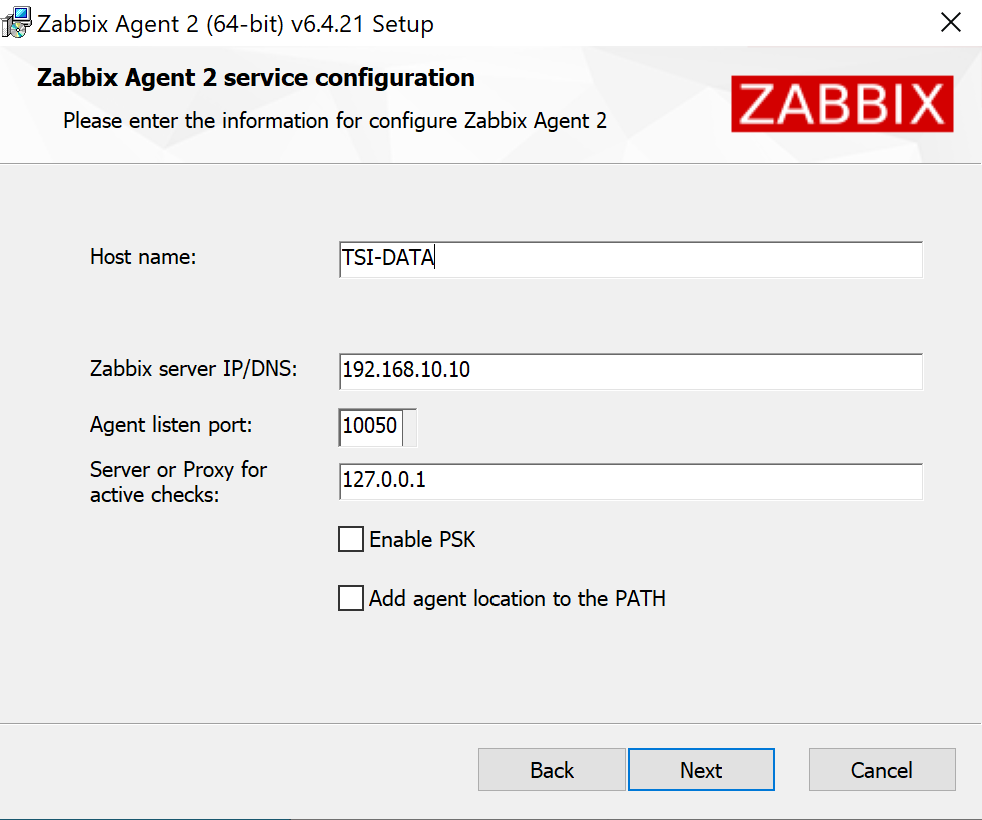 Zabbix Agent 2 (64-bit) v6.4.21 Setup
Zabbix Agent 2 service configuration
Please enter the information for configure Zabbix Agent 2
ZABBIX
Host name:
TSI-DATA
Zabbix server IP/DNS:
192.168.10.10
Agent listen port:
10050
Server or Proxy for
active checks:
127.0.0.1
Enable PSK
Add agent location to the PATH
Back
Next
Cancel